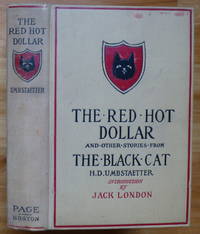 THE
RED HOT
DOLLAR
UMBSTAETTER
PAGE
BOSTON
THE·RED·HOT
DOLLAR
AND·OTHER·STORIES·FROM
THE·BLACK·CAT
H.D.UMBSTAETTER
INTRODUCTION
BY
JACK LONDON